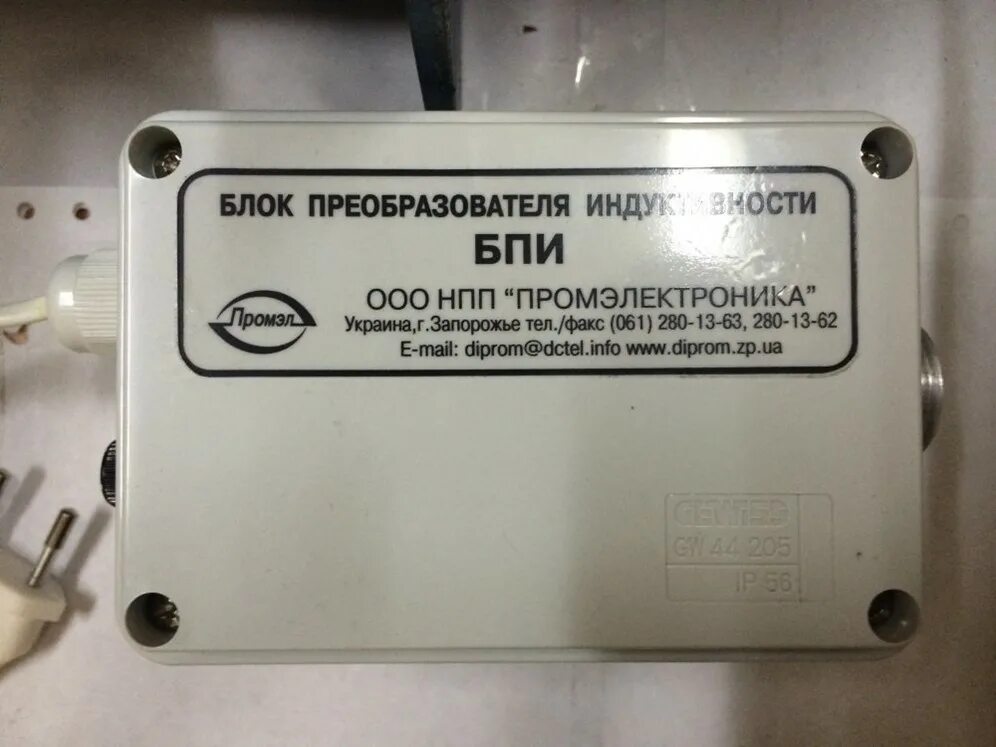 БЛОК ПРЕОБРАЗОВАТЕЛЯ ИНДУКТИВНОСТИ
БПИ
Промэл
ООО НПП "ПРОМЭЛЕКТРОНИКА"
Украина,г.Запорожье тел./факс (061) 280-13-63, 280-13-62
E-mail: diprom@dctel.info www.diprom.zp.ua
GEWISS
GW 44 205
IP 56